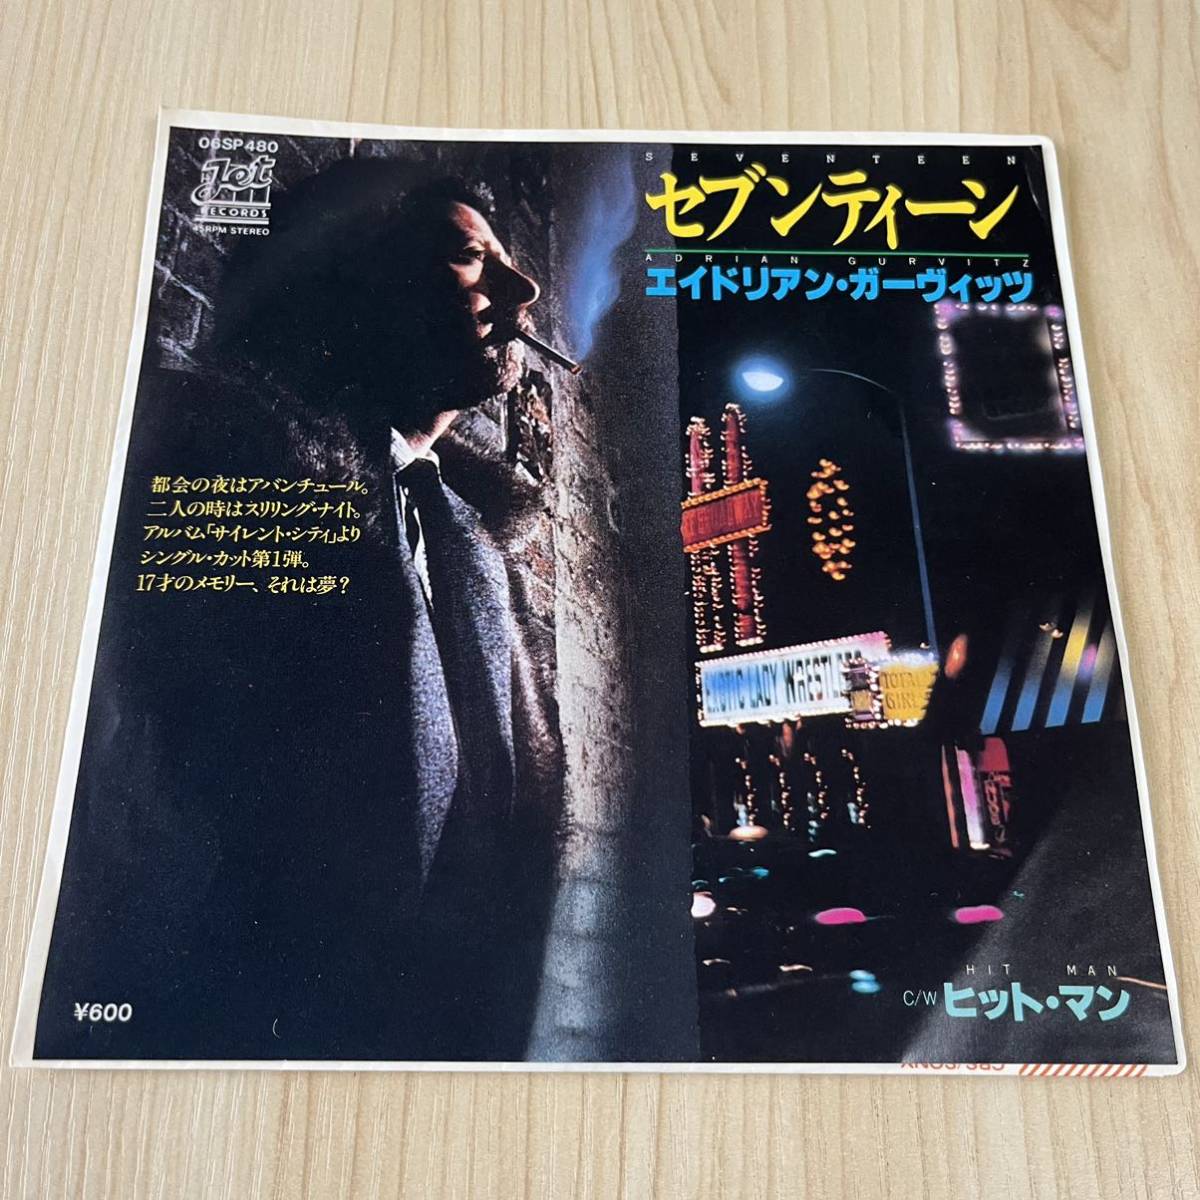 06SP 480
Jet
RECORDS
45RPM STEREO
SEVENTEEN
セブンティーン
ADRIAN GURVITZ
エイドリアン・ガーヴィッツ
都会の夜はアバンチュール。
二人の時はスリリング・ナイト。
アルバム「サイレント・シティ」より
シングル・カット第1弾。
17才のメモリー、それは夢?
EXOTIC LADY WRESTLERS
TOTAL
GIRLS
HIT MAN
C/W ヒット・マン
¥600
CBS/SONY